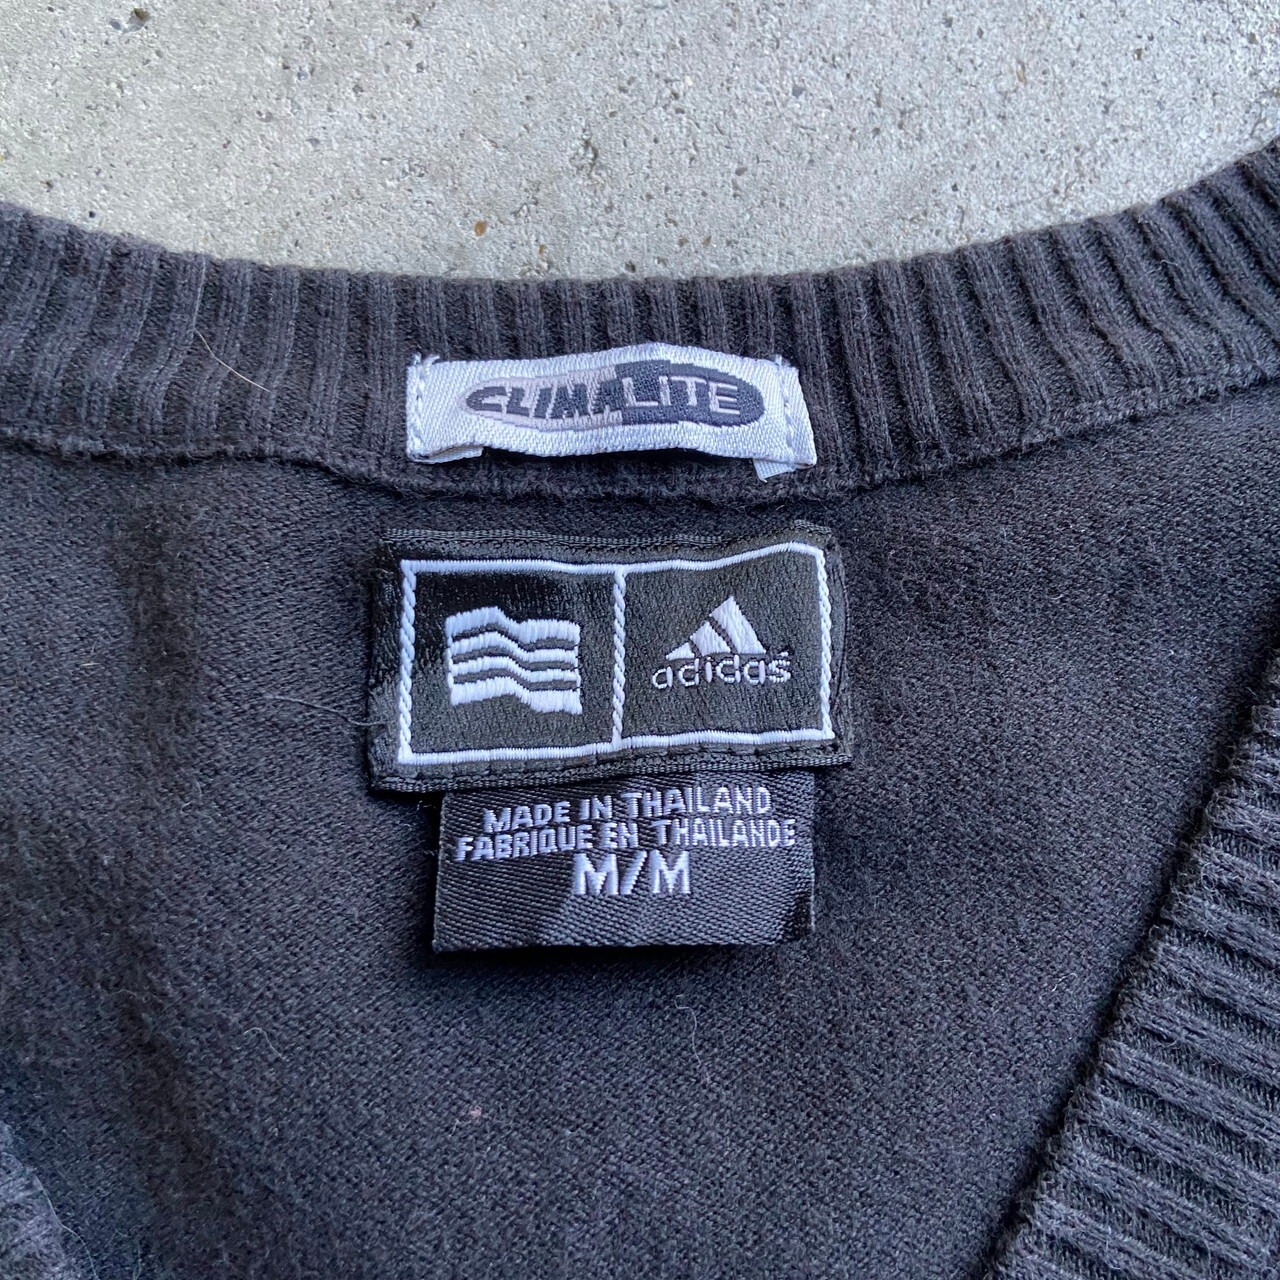 CLIMALITE
adidas
MADE IN THAILAND
FABRIQUE EN THAILANDE
M/M